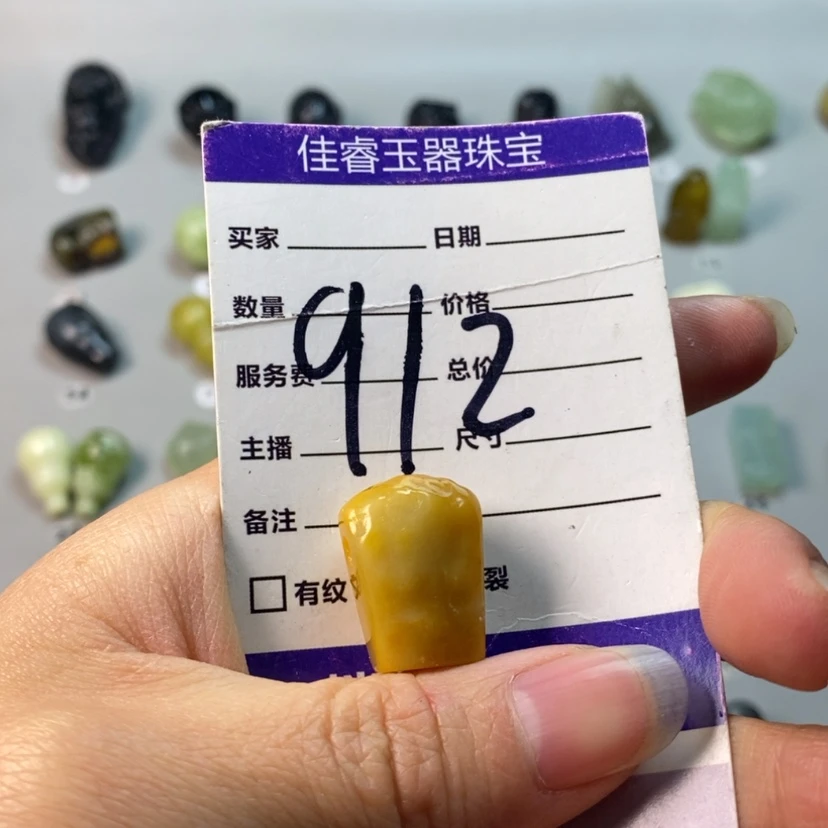 佳睿玉器珠宝
买家 日期
数量 价格
912
服务费 总价
主播 尺寸
备注
有纹 裂